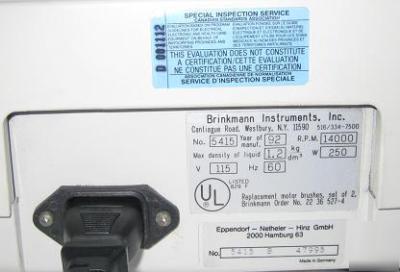 SPECIAL INSPECTION SERVICE
CANADIAN STANDARDS ASSOCIATION
D 001112
THIS EVALUATION DOES NOT CONSTITUTE
A CERTIFICATION/CETTE EVALUATION
NE CONSTITUE PAS UNE CERTIFICATION
ASSOCIATION CANADIENNE DE NORMALISATION
SERVICE D'INSPECTION SPECIALE
Brinkmann Instruments, Inc.
Cantiague Road, Westbury, N.Y. 11590 516/334-7500
No. 5415 Year of manuf. 92 R.P.M. 14000
Max density of liquid 1.2 kg dm³ W 250
V 115 Hz 60
UL LISTED
Replacement motor brushes, set of 2,
Brinkmann Order No. 22 36 527-4
Eppendorf - Netheler - Hinz GmbH
2000 Hamburg 63
No. 5415 B 47995
Made in Germany